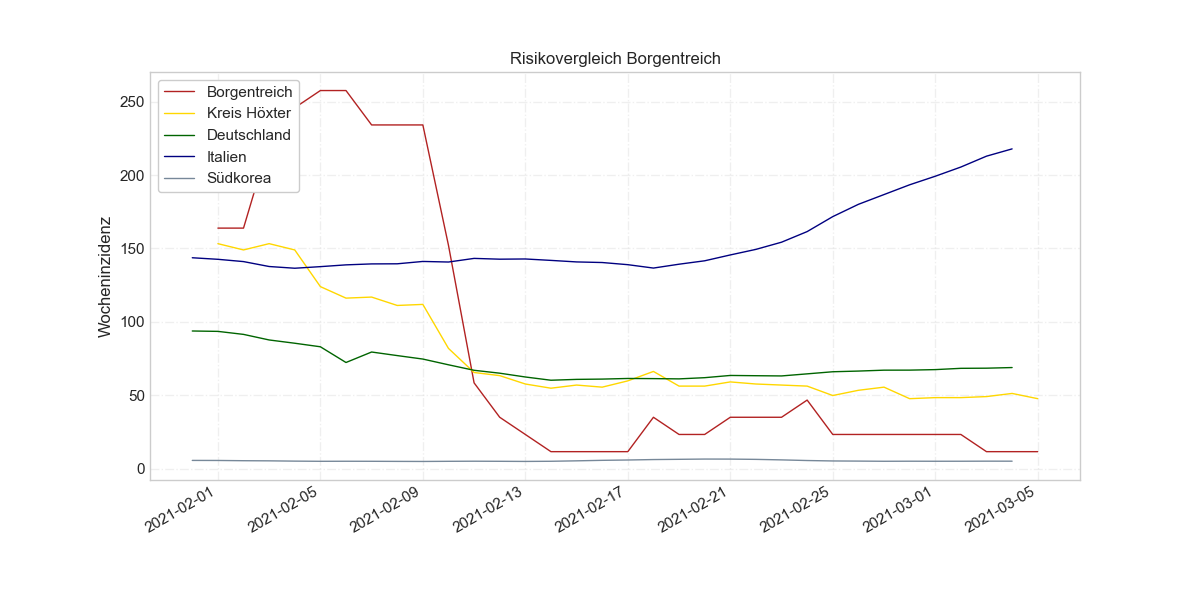 Risikovergleich Borgentreich
Borgentreich
Kreis Höxter
Deutschland
Italien
Südkorea
Wocheninzidenz
250
200
150
100
50
0
2021-02-01
2021-02-05
2021-02-09
2021-02-13
2021-02-17
2021-02-21
2021-02-25
2021-03-01
2021-03-05